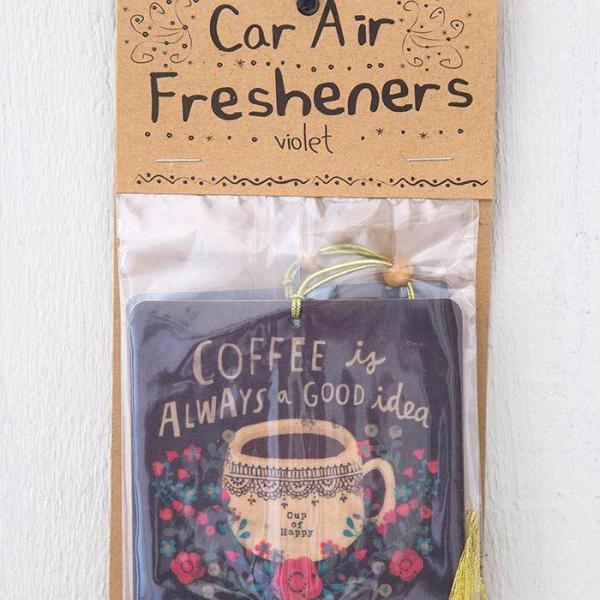 Car Air
Fresheners
violet
COFFEE is
ALWAYS a GOOD idea
Cup
of
Happy